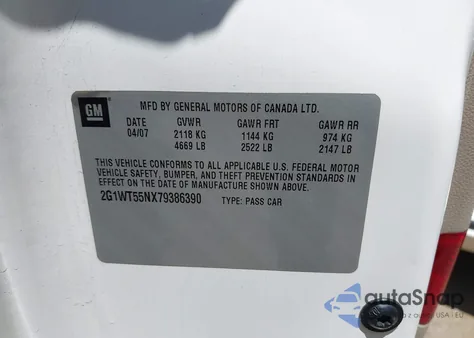 GM
MFD BY GENERAL MOTORS OF CANADA LTD.
DATE GVWR GAWR FRT GAWR RR
04/07 2118 KG 1144 KG 974 KG
4669 LB 2522 LB 2147 LB
THIS VEHICLE CONFORMS TO ALL APPLICABLE U.S. FEDERAL MOTOR
VEHICLE SAFETY, BUMPER, AND THEFT PREVENTION STANDARDS IN
EFFECT ON THE DATE OF MANUFACTURE SHOWN ABOVE.
2G1WT55NX79386390 TYPE: PASS CAR
autoSnap
USA i EU